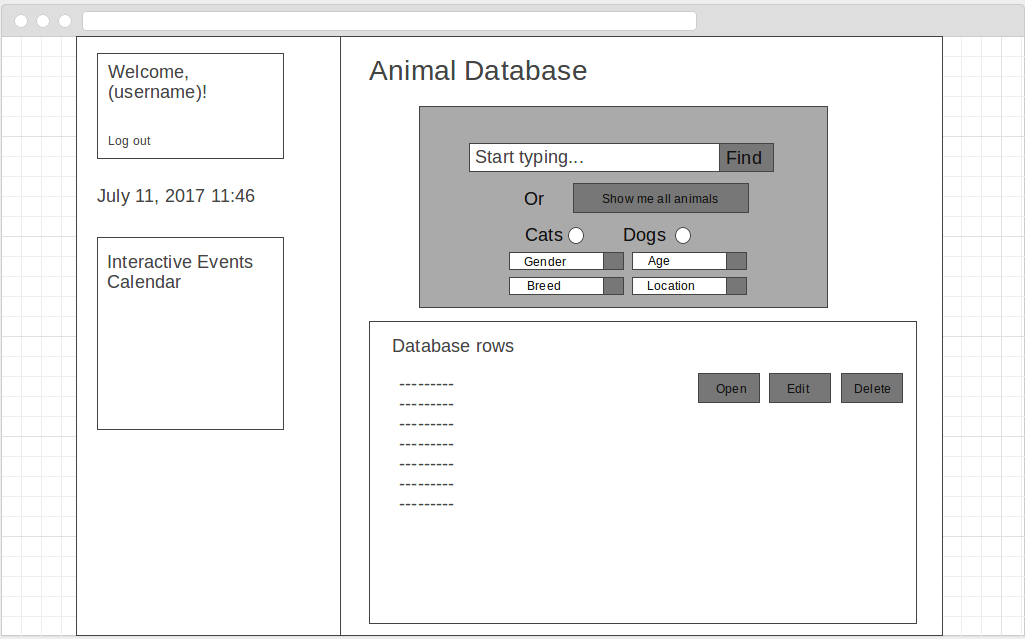 Welcome,
(username)!
Log out
July 11, 2017 11:46
Interactive Events
Calendar
Animal Database
Start typing... Find
Or Show me all animals
Cats Dogs
Gender Age
Breed Location
Database rows
---------
Open Edit Delete
---------
---------
---------
---------
---------
---------